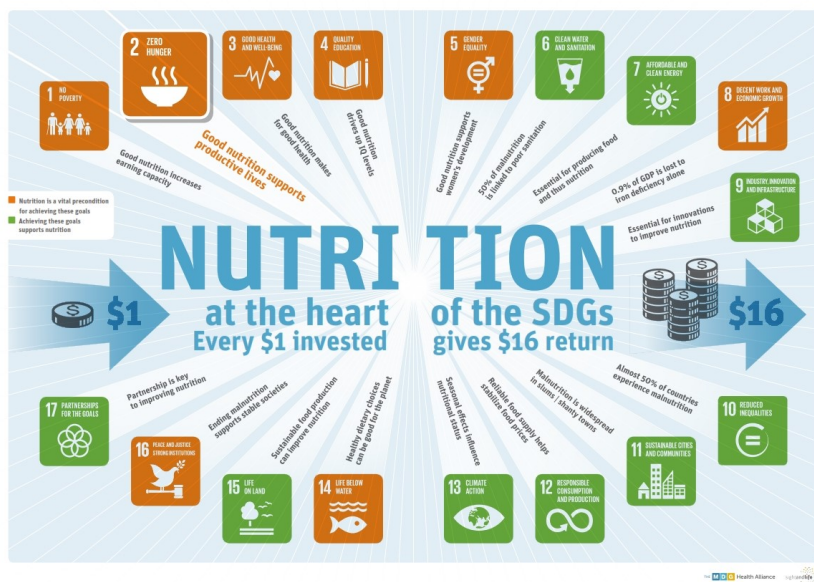 1 NO
POVERTY
2 ZERO
HUNGER
3 GOOD HEALTH
AND WELL-BEING
4 QUALITY
EDUCATION
5 GENDER
EQUALITY
6 CLEAN WATER
AND SANITATION
7 AFFORDABLE AND
CLEAN ENERGY
8 DECENT WORK AND
ECONOMIC GROWTH
9 INDUSTRY, INNOVATION
AND INFRASTRUCTURE
Good nutrition increases
earning capacity
Good nutrition supports
productive lives
Good nutrition makes
for good health
Good nutrition
drives up IQ levels
Good nutrition supports
women's development
50% of malnutrition
is linked to poor sanitation
Essential for producing food
and thus nutrition
0.9% of GDP is lost to
iron deficiency alone
Essential for innovations
to improve nutrition
Nutrition is a vital precondition
for achieving these goals
Achieving these goals
supports nutrition
NUTRITION
at the heart of the SDGs
Every $1 invested gives $16 return
$ $1
$ $ $ $16
Partnership is key
to improving nutrition
Ending malnutrition
supports stable societies
Sustainable food production
can improve nutrition
Healthy dietary choices
can be good for the planet
Seasonal effects influence
nutritional status
Reliable food supply helps
stabilize food prices
Malnutrition is widespread
in slums / shanty towns
Almost 50% of countries
experience malnutrition
17 PARTNERSHIPS
FOR THE GOALS
16 PEACE AND JUSTICE
STRONG INSTITUTIONS
15 LIFE
ON LAND
14 LIFE BELOW
WATER
13 CLIMATE
ACTION
12 RESPONSIBLE
CONSUMPTION
AND PRODUCTION
11 SUSTAINABLE CITIES
AND COMMUNITIES
10 REDUCED
INEQUALITIES
THE MDD Health Alliance
sightandlife